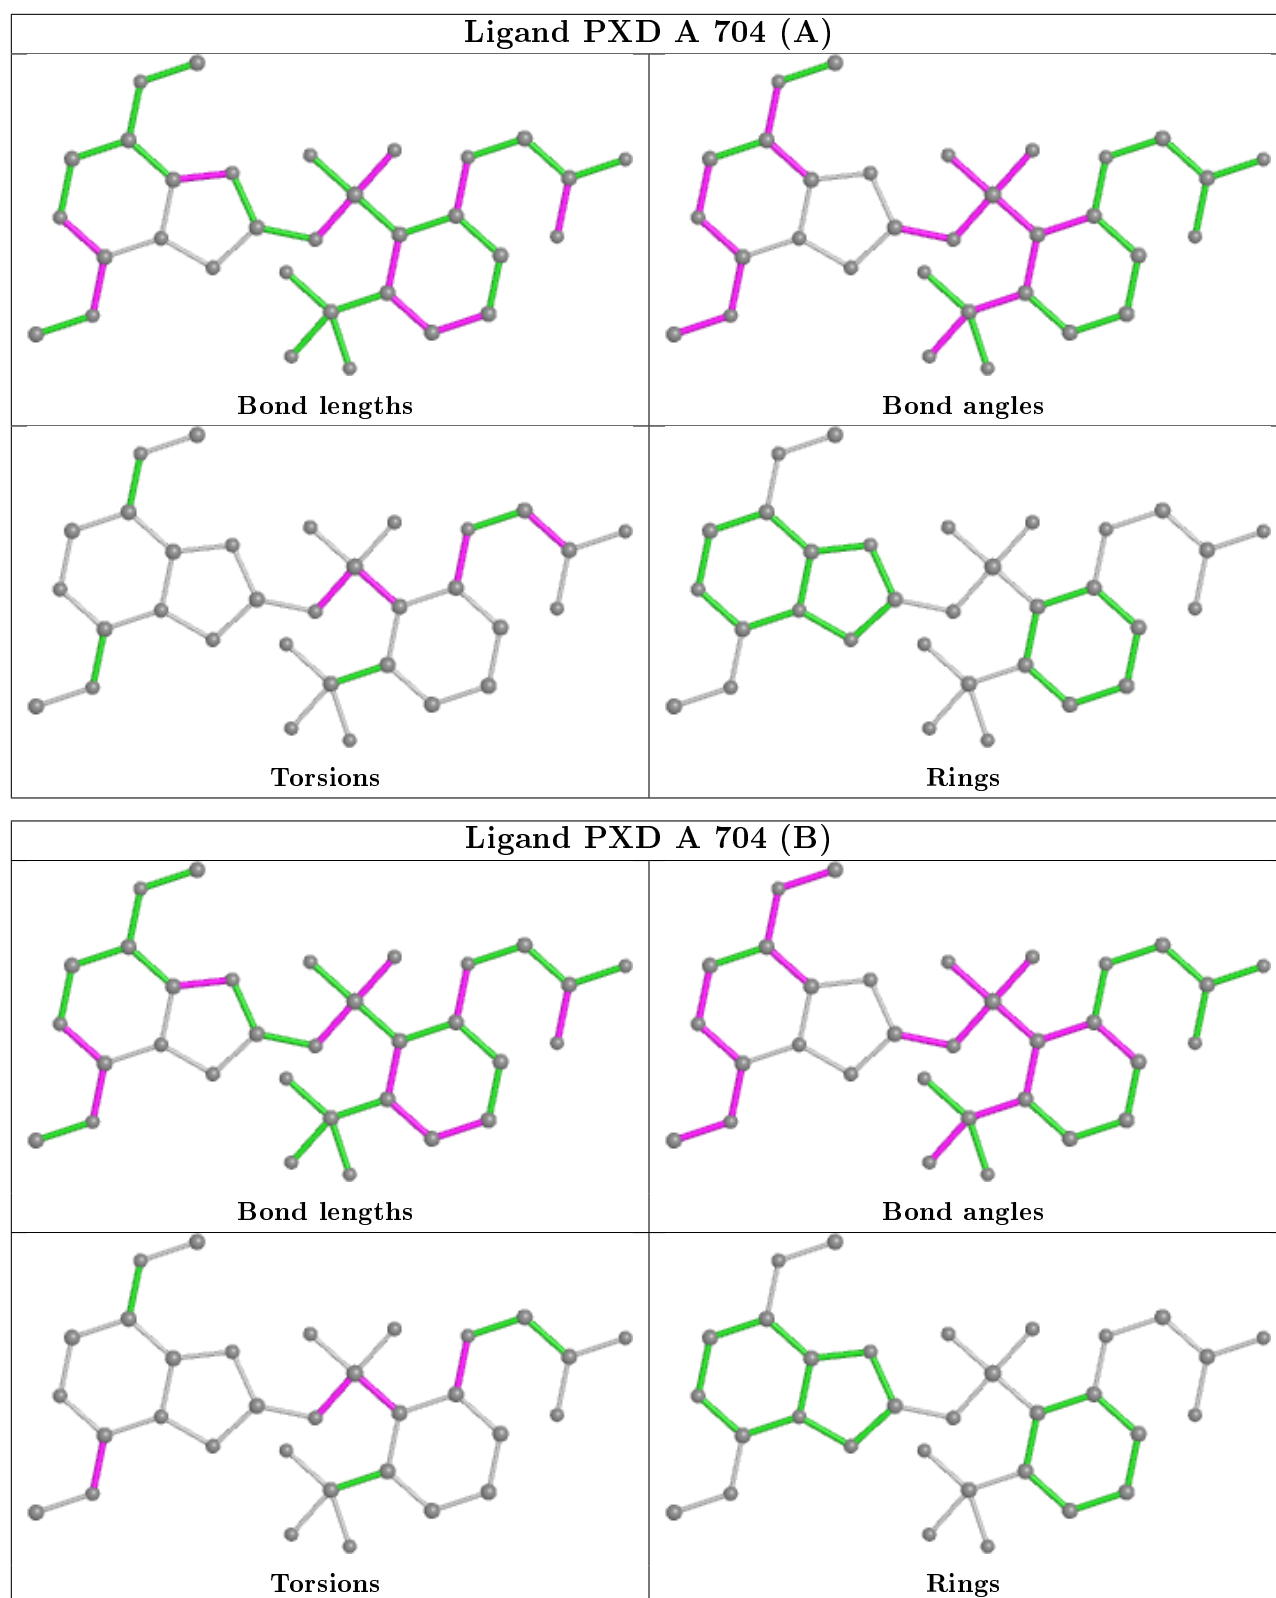 Ligand PXD A 704 (A)
Bond lengths
Bond angles
Torsions
Rings
Ligand PXD A 704 (B)
Bond lengths
Bond angles
Torsions
Rings